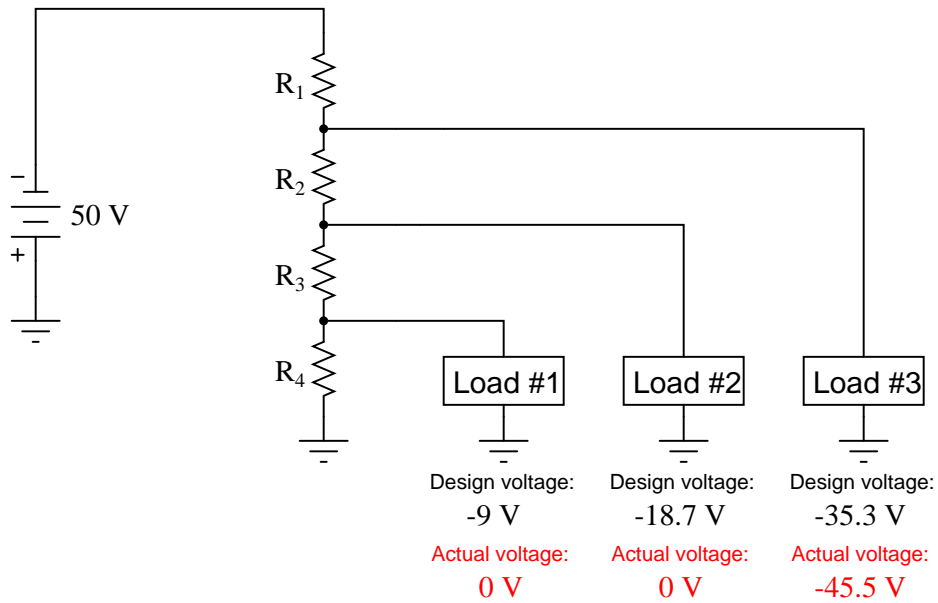 R1
R2
50 V
R3
R4
Load #1 Load #2 Load #3
Design voltage: Design voltage: Design voltage:
-9 V -18.7 V -35.3 V
Actual voltage: Actual voltage: Actual voltage:
0 V 0 V -45.5 V